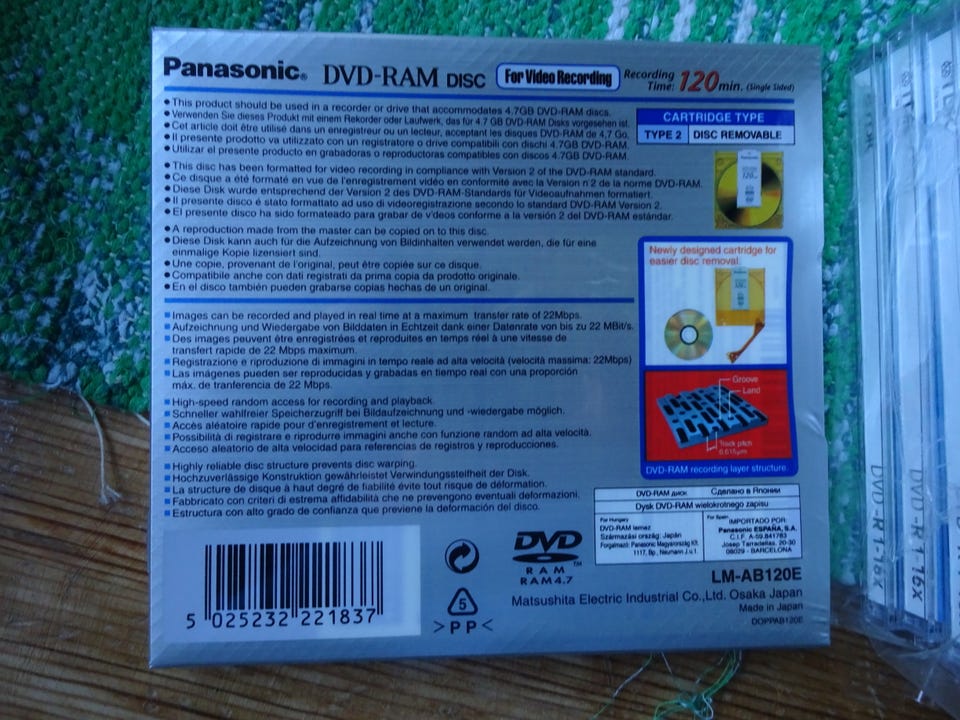 Panasonic® DVD-RAM DISC For Video Recording Recording Time: 120min. (Single Sided)
• This product should be used in a recorder or drive that accommodates 4.7GB DVD-RAM discs.
• Verwenden Sie dieses Produkt mit einem Rekorder oder Laufwerk, das für 4.7 GB DVD-RAM Disks vorgesehen ist.
• Cet article doit être utilisé dans un enregistreur ou un lecteur, acceptant les disques DVD-RAM de 4,7 Go.
• Il presente prodotto va utilizzato con un registratore o drive compatibili con dischi 4.7GB DVD-RAM.
• Utilizar el presente producto en grabadoras o reproductoras compatibles con discos 4.7GB DVD-RAM.
• This disc has been formatted for video recording in compliance with Version 2 of the DVD-RAM standard.
• Ce disque a été formaté en vue de l'enregistrement vidéo en conformité avec la Version n°2 de la norme DVD-RAM.
• Diese Disk wurde entsprechend der Version 2 des DVD-RAM-Standards für Videoaufnahmen formatiert.
• Il presente disco é stato formattato ad uso di videoregistrazione secondo lo standard DVD-RAM Version 2.
• El presente disco ha sido formateado para grabar de v'deos conforme a la versión 2 del DVD-RAM estándar.
• A reproduction made from the master can be copied on to this disc.
• Diese Disk kann auch für die Aufzeichnung von Bildinhalten verwendet werden, die für eine
einmalige Kopie lizensiert sind.
• Une copie, provenant de l'original, peut être copiée sur ce disque.
• Compatibile anche con dati registrati da prima copia da prodotto originale.
• En el disco también pueden grabarse copias hechas de un original.
■ Images can be recorded and played in real time at a maximum transfer rate of 22Mbps.
■ Aufzeichnung und Wiedergabe von Bilddaten in Echtzeit dank einer Datenrate von bis zu 22 MBit/s.
■ Des images peuvent être enregistrées et reproduites en temps réel à une vitesse de
transfert rapide de 22 Mbps maximum.
■ Registrazione e riproduzione di immagini in tempo reale ad alta velocità (velocità massima: 22Mbps)
■ Las imágenes pueden ser reproducidas y grabadas en tiempo real con una proporción
máx. de tranferencia de 22 Mbps.
■ High-speed random access for recording and playback.
■ Schneller wahlfreier Speicherzugriff bei Bildaufzeichnung und -wiedergabe möglich.
■ Accès aléatoire rapide pour d'enregistrement et lecture.
■ Possibilità di registrare e riprodurre immagini anche con funzione random ad alta velocità.
■ Acceso aleatorio de alta velocidad para referencias de registros y reproducciones.
■ Highly reliable disc structure prevents disc warping.
■ Hochzuverlässige Konstruktion gewährleistet Verwindungssteifheit der Disk.
■ La structure de disque à haut degré de fiabilité évite tout risque de déformation.
■ Fabbricato con criteri di estrema affidabilità che ne prevengono eventuali deformazioni.
■ Estructura con alto grado de confianza que previene la deformación del disco.
CARTRIDGE TYPE
TYPE 2 DISC REMOVABLE
Panasonic
120
Newly designed cartridge for
easier disc removal.
Groove
Land
Track pitch
0.615μm
DVD-RAM recording layer structure.
DVD-RAM диск Сделано в Японии
Dysk DVD-RAM wielokrotnego zapisu
For Hungary
DVD-RAM lemez
Származási ország: Japán
Forgalmazó: Panasonic Magyarország Kft.
1117, Bp., Neumann J.u.1.
For Spain
IMPORTADO POR:
Panasonic ESPAÑA, S.A.
C.I.F. A-59.841783
Josep Tarradellas, 20-30
08029 - BARCELONA
5 025232 221837
5
>PP<
DVD™
RAM
RAM4.7
LM-AB120E
Matsushita Electric Industrial Co.,Ltd. Osaka Japan
Made in Japan
DOPPAB120E
DVD-R 1-16x
DVD-R 1 16x